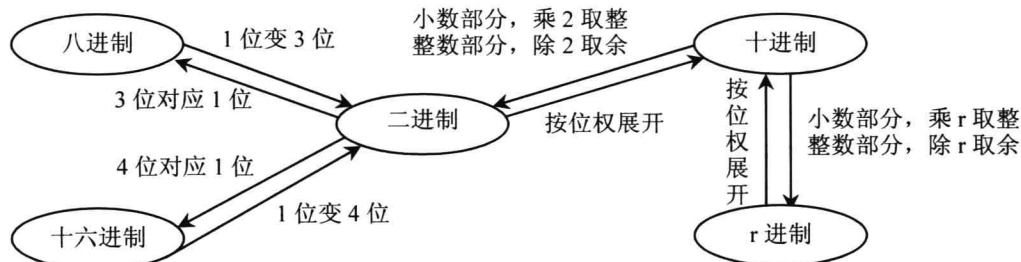 八进制
1 位变 3 位
3 位对应 1 位
小数部分，乘 2 取整
整数部分，除 2 取余
十进制
二进制
按位权展开
按位权展开
小数部分，乘 r 取整
整数部分，除 r 取余
4 位对应 1 位
1 位变 4 位
十六进制
r 进制